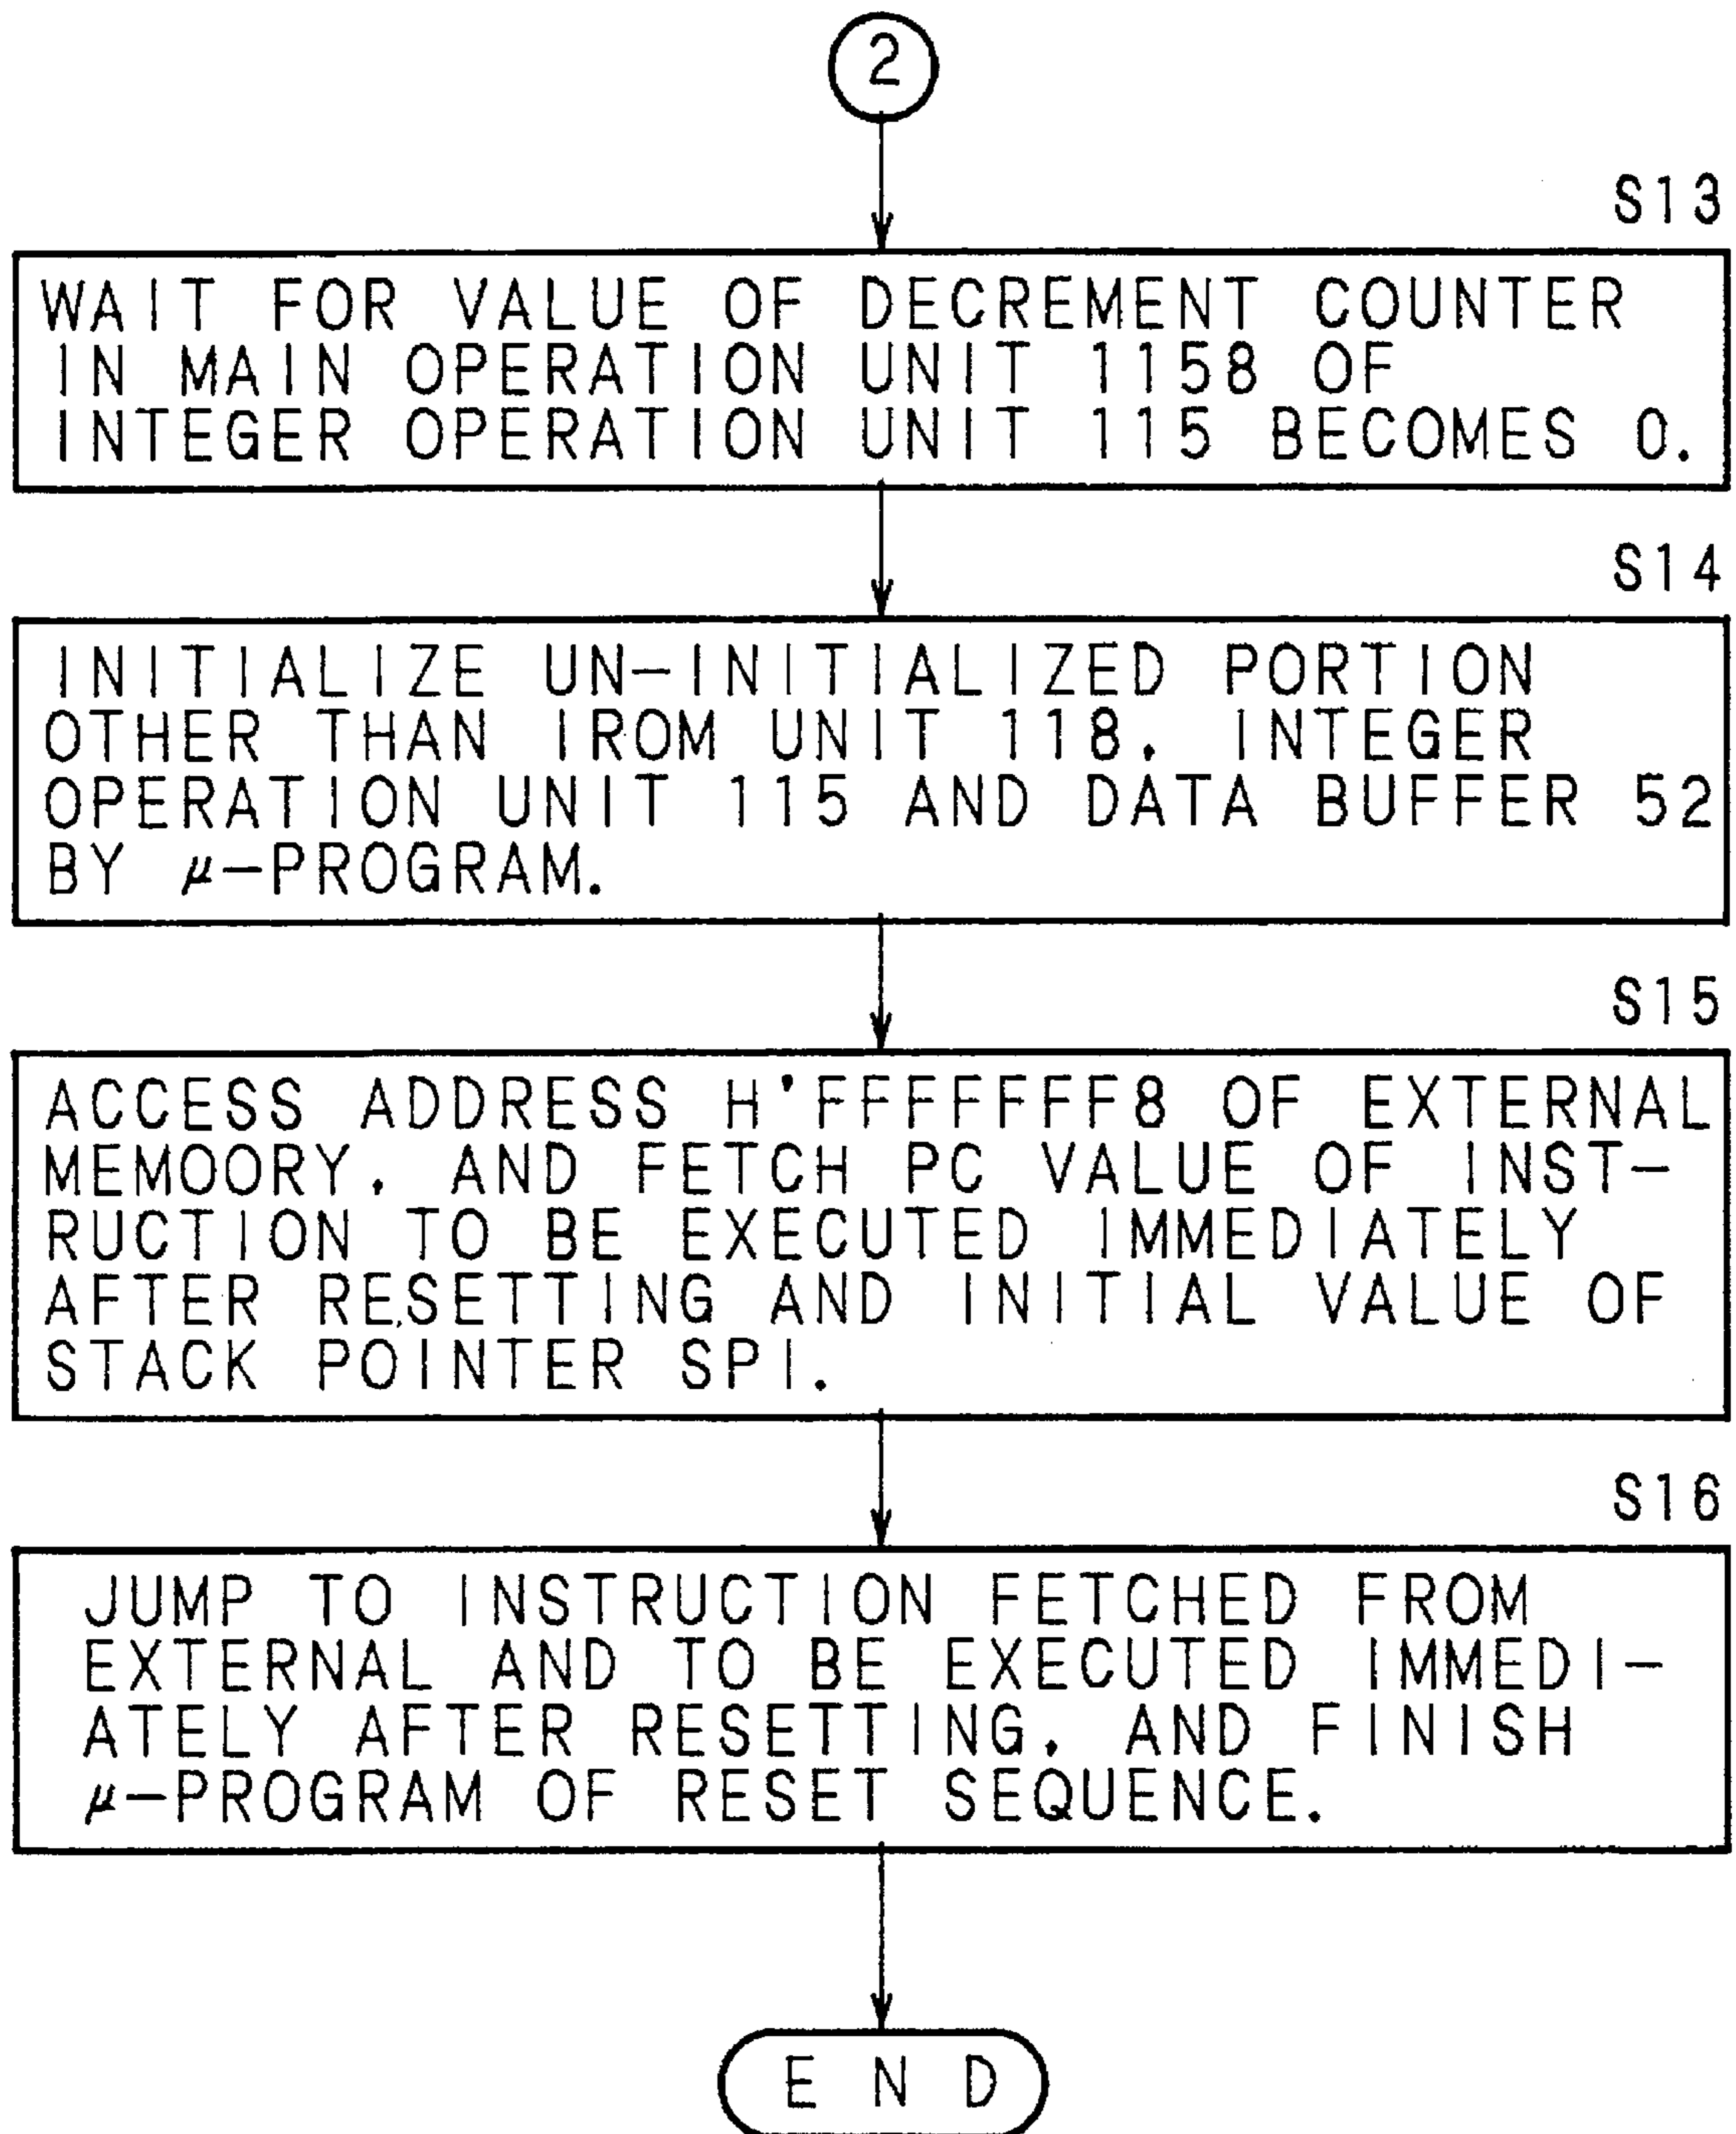 2
S13
WAIT FOR VALUE OF DECREMENT COUNTER
IN MAIN OPERATION UNIT 1158 OF
INTEGER OPERATION UNIT 115 BECOMES 0.
S14
INITIALIZE UN-INITIALIZED PORTION
OTHER THAN IROM UNIT 118. INTEGER
OPERATION UNIT 115 AND DATA BUFFER 52
BY μ-PROGRAM.
S15
ACCESS ADDRESS H'FFFFFFF8 OF EXTERNAL
MEMOORY. AND FETCH PC VALUE OF INST-
RUCTION TO BE EXECUTED IMMEDIATELY
AFTER RESETTING AND INITIAL VALUE OF
STACK POINTER SPI.
S16
JUMP TO INSTRUCTION FETCHED FROM
EXTERNAL AND TO BE EXECUTED IMMEDI-
ATELY AFTER RESETTING. AND FINISH
μ-PROGRAM OF RESET SEQUENCE.
END